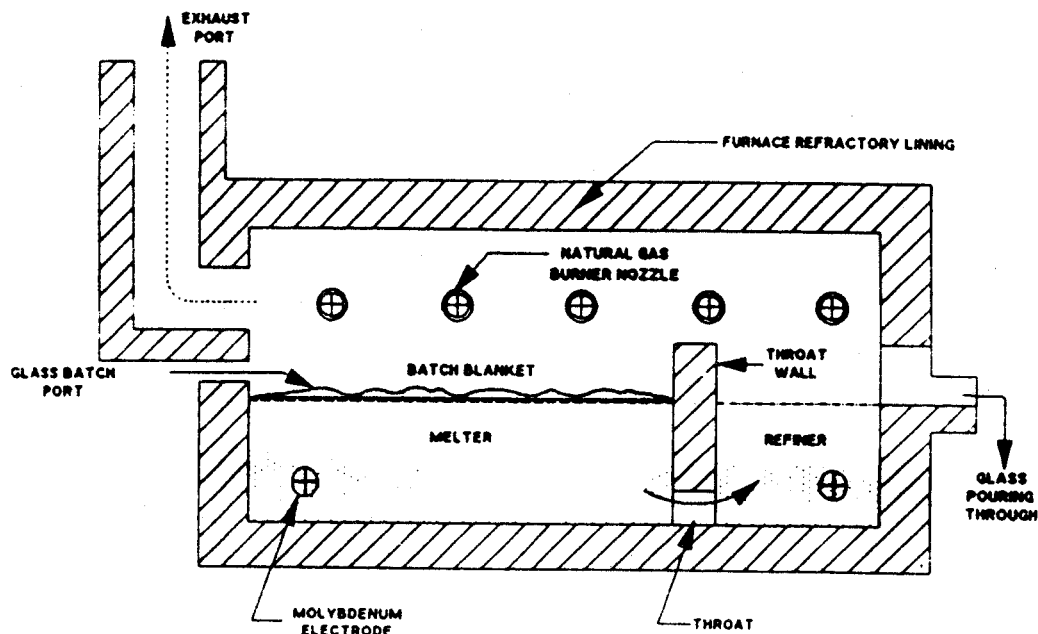 EXHAUST
PORT
FURNACE REFRACTORY LINING
NATURAL GAS
BURNER NOZZLE
GLASS BATCH
PORT
BATCH BLANKET
THROAT
WALL
MELTER
REFINER
GLASS
POURING
THROUGH
MOLYBDENUM
ELECTRODE
THROAT